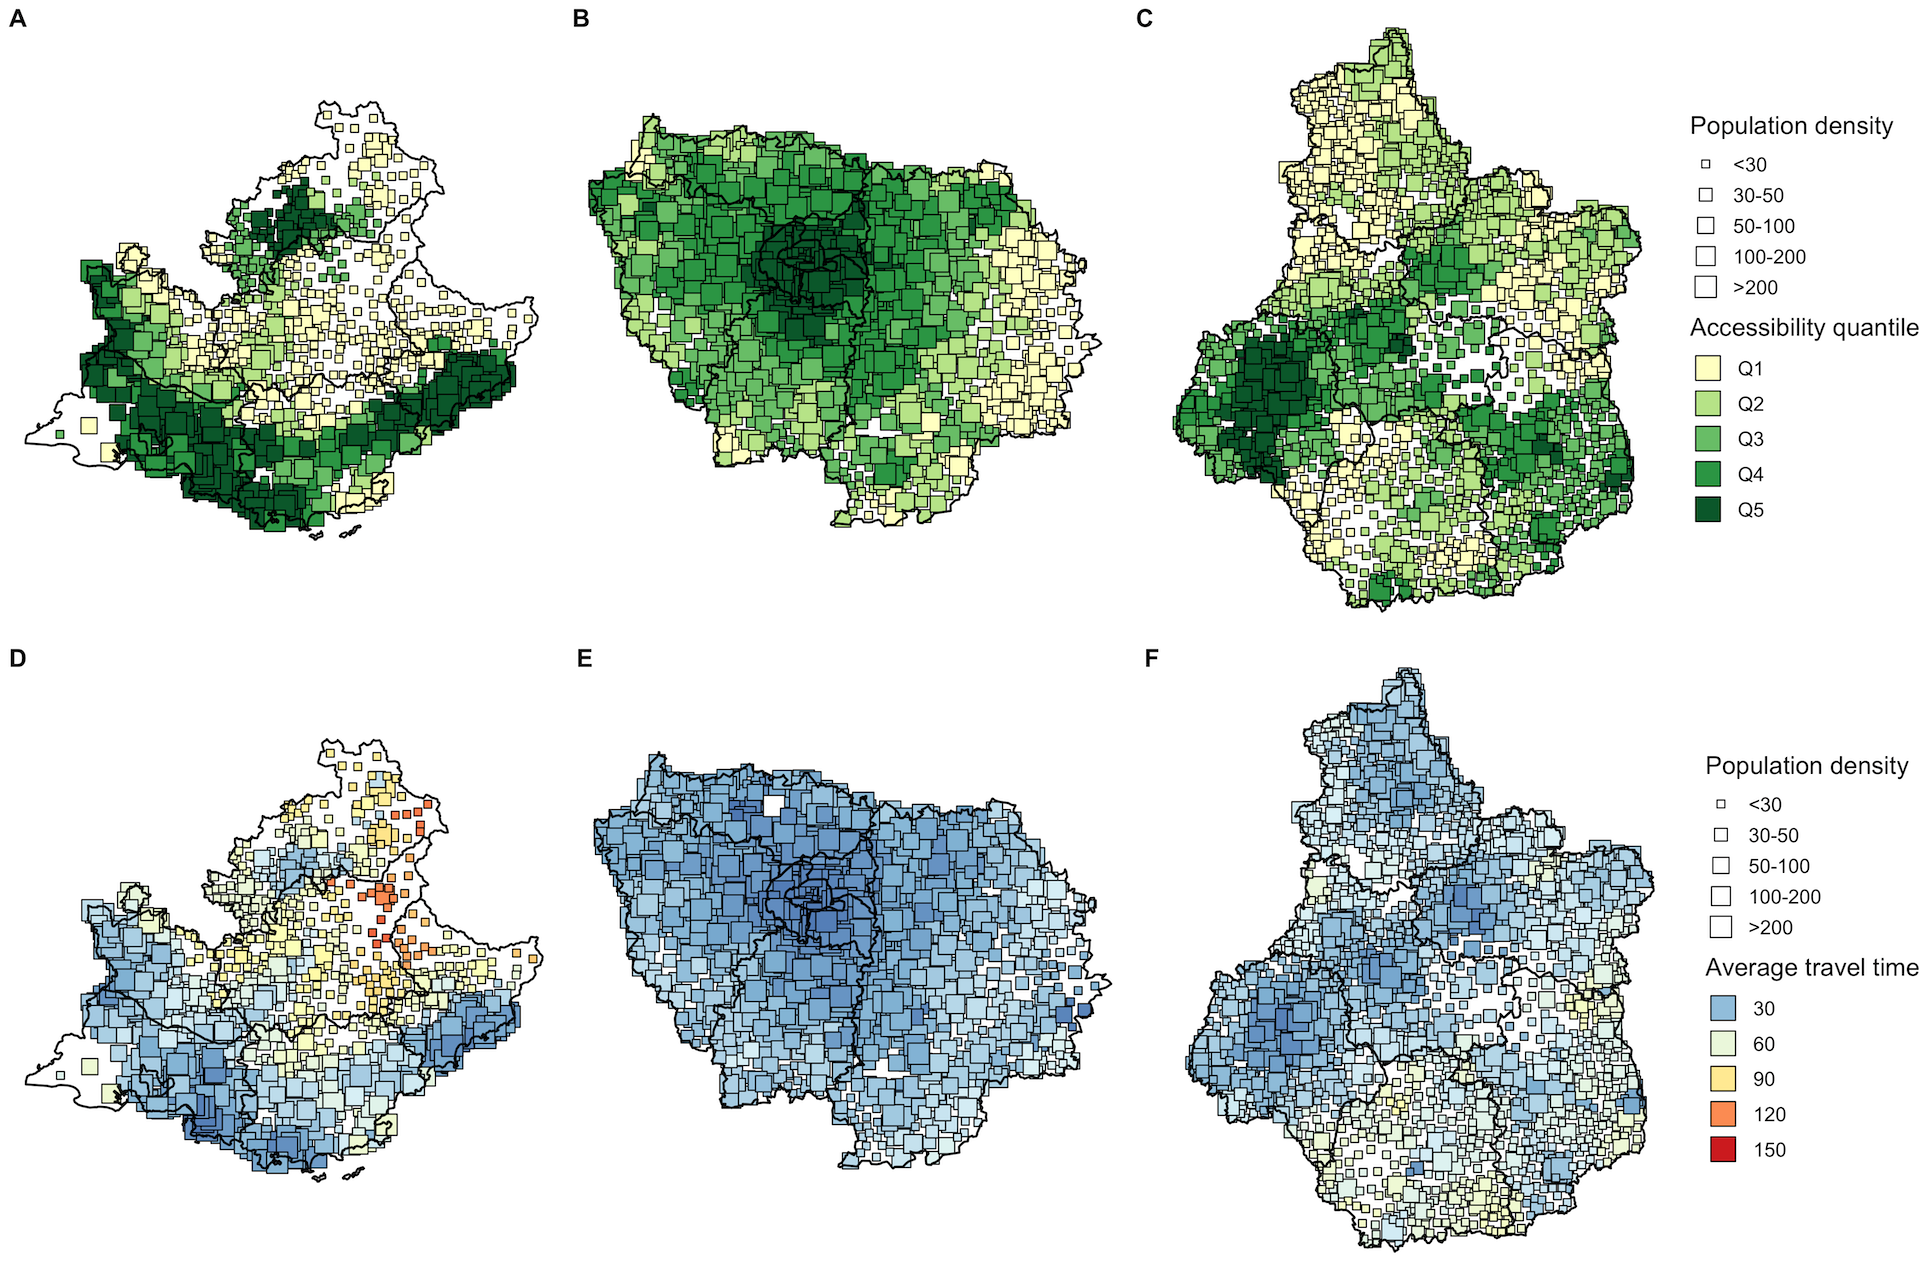 A
B
C
Population density
<30
30-50
50-100
100-200
>200
Accessibility quantile
Q1
Q2
Q3
Q4
Q5
D
E
F
Population density
<30
30-50
50-100
100-200
>200
Average travel time
30
60
90
120
150